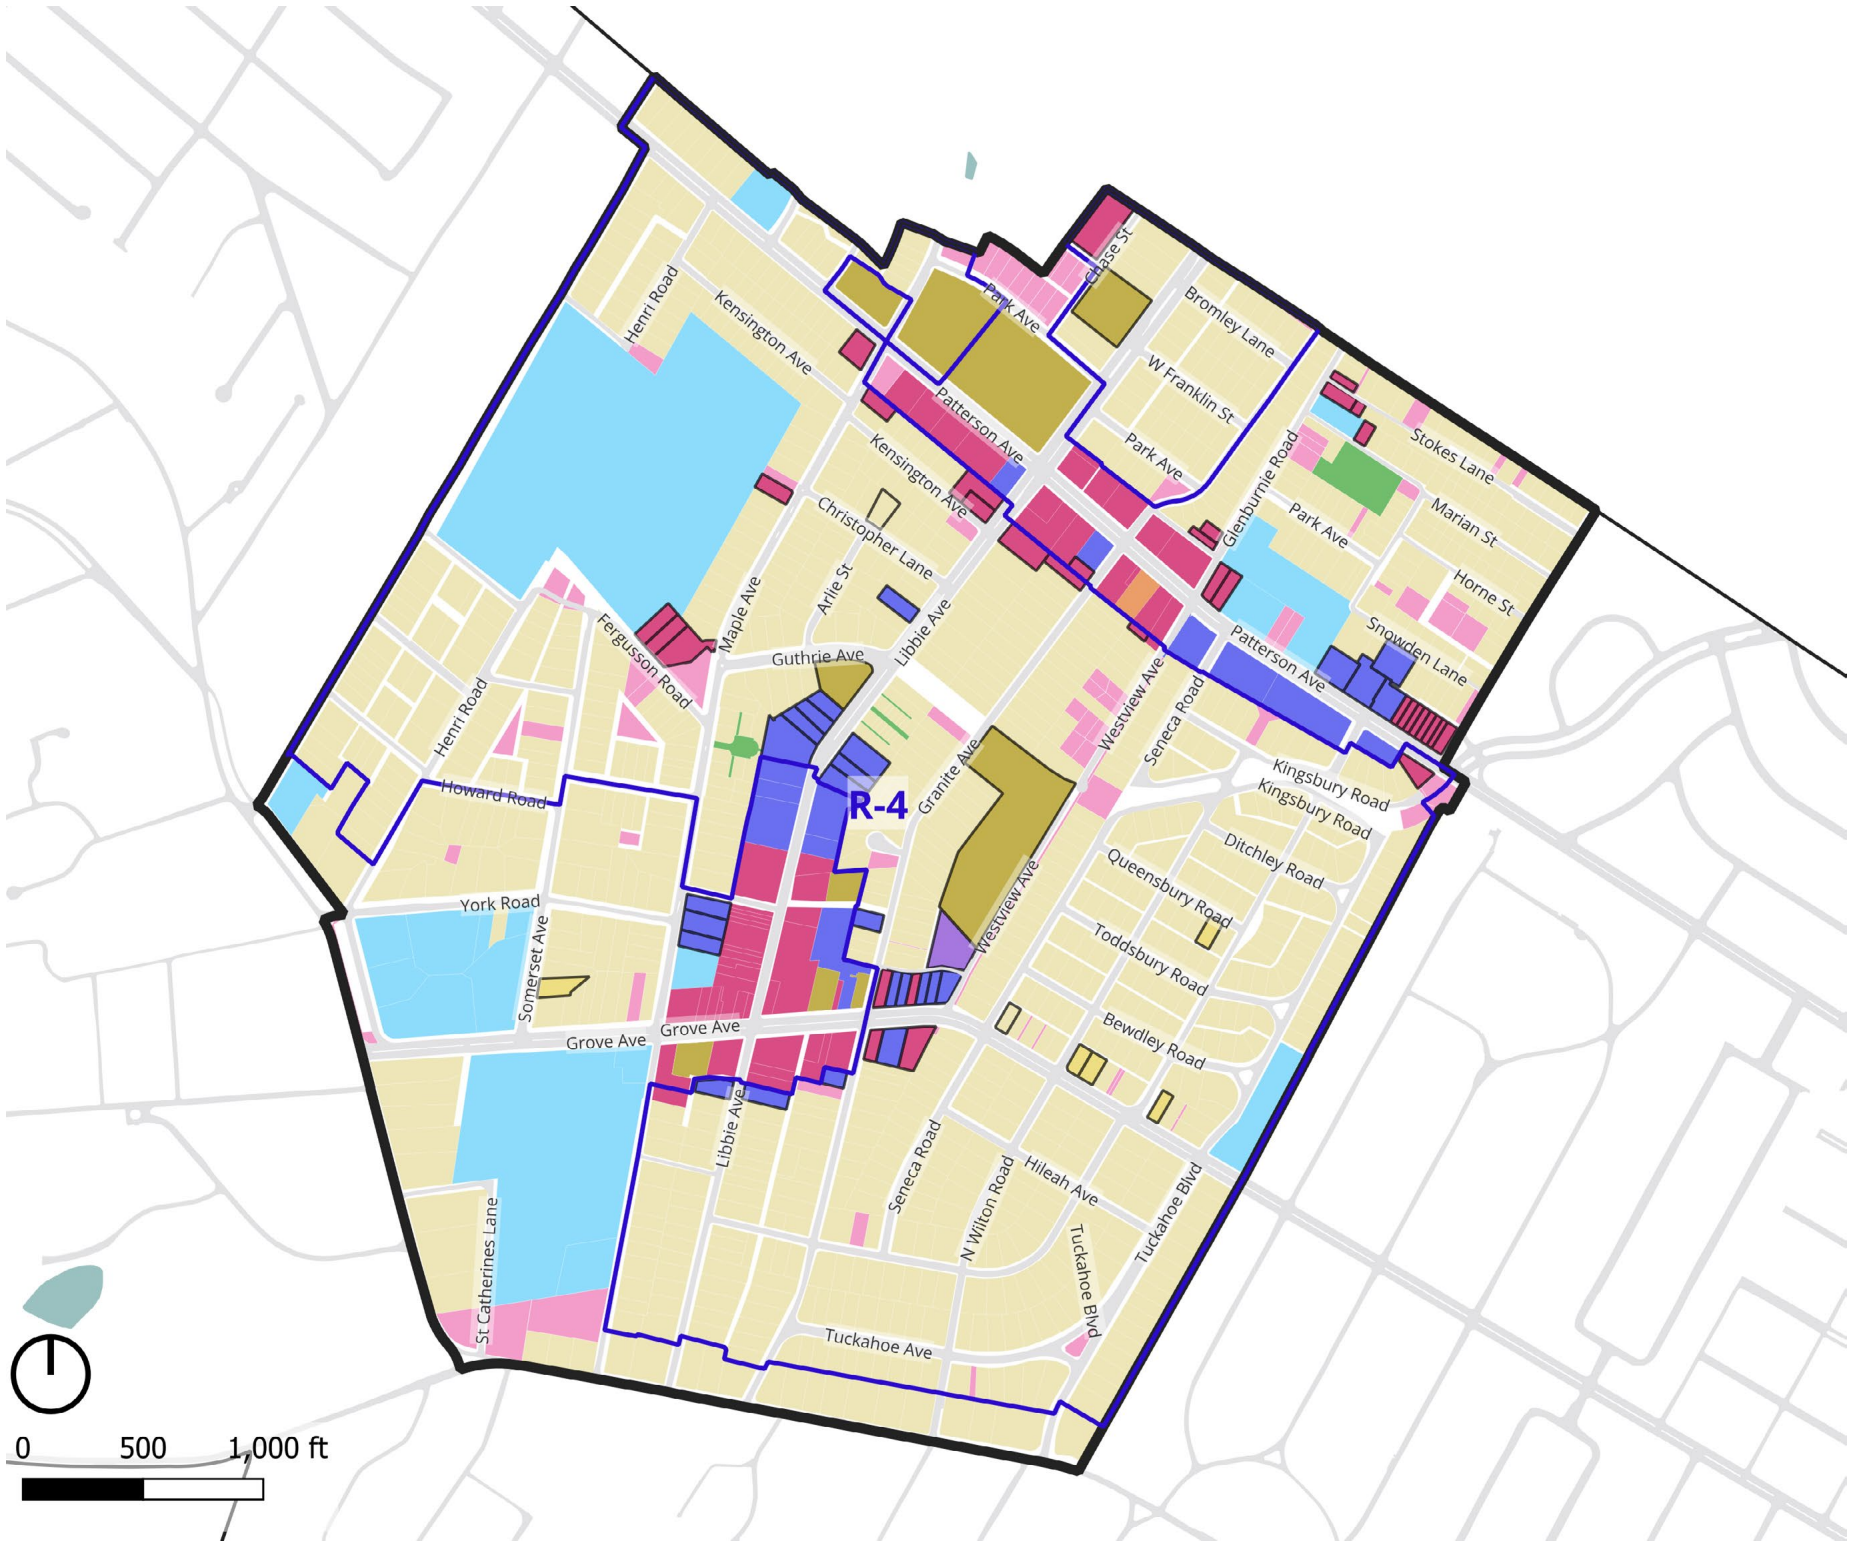 Chase St
Bromley Lane
Henri Road
Kensington Ave
Park Ave
W Franklin St
Patterson Ave
Park Ave
Stokes Lane
Kensington Ave
Glenburnie Road
Marian St
Park Ave
Christopher Lane
Horne St
Arlie St
Maple Ave
Libbie Ave
Snowden Lane
Fergusson Road
Guthrie Ave
Patterson Ave
Westview Ave
Seneca Road
Henri Road
Granite Ave
Kingsbury Road
Kingsbury Road
Howard Road
R-4
Ditchley Road
Queensbury Road
Westview Ave
York Road
Somerset Ave
Toddsbury Road
Grove Ave
Grove Ave
Bewdley Road
Libbie Ave
Seneca Road
N Wilton Road
Hileah Ave
Tuckahoe Blvd
St Catherines Lane
Tuckahoe Blvd
Tuckahoe Ave
0 500 1,000 ft